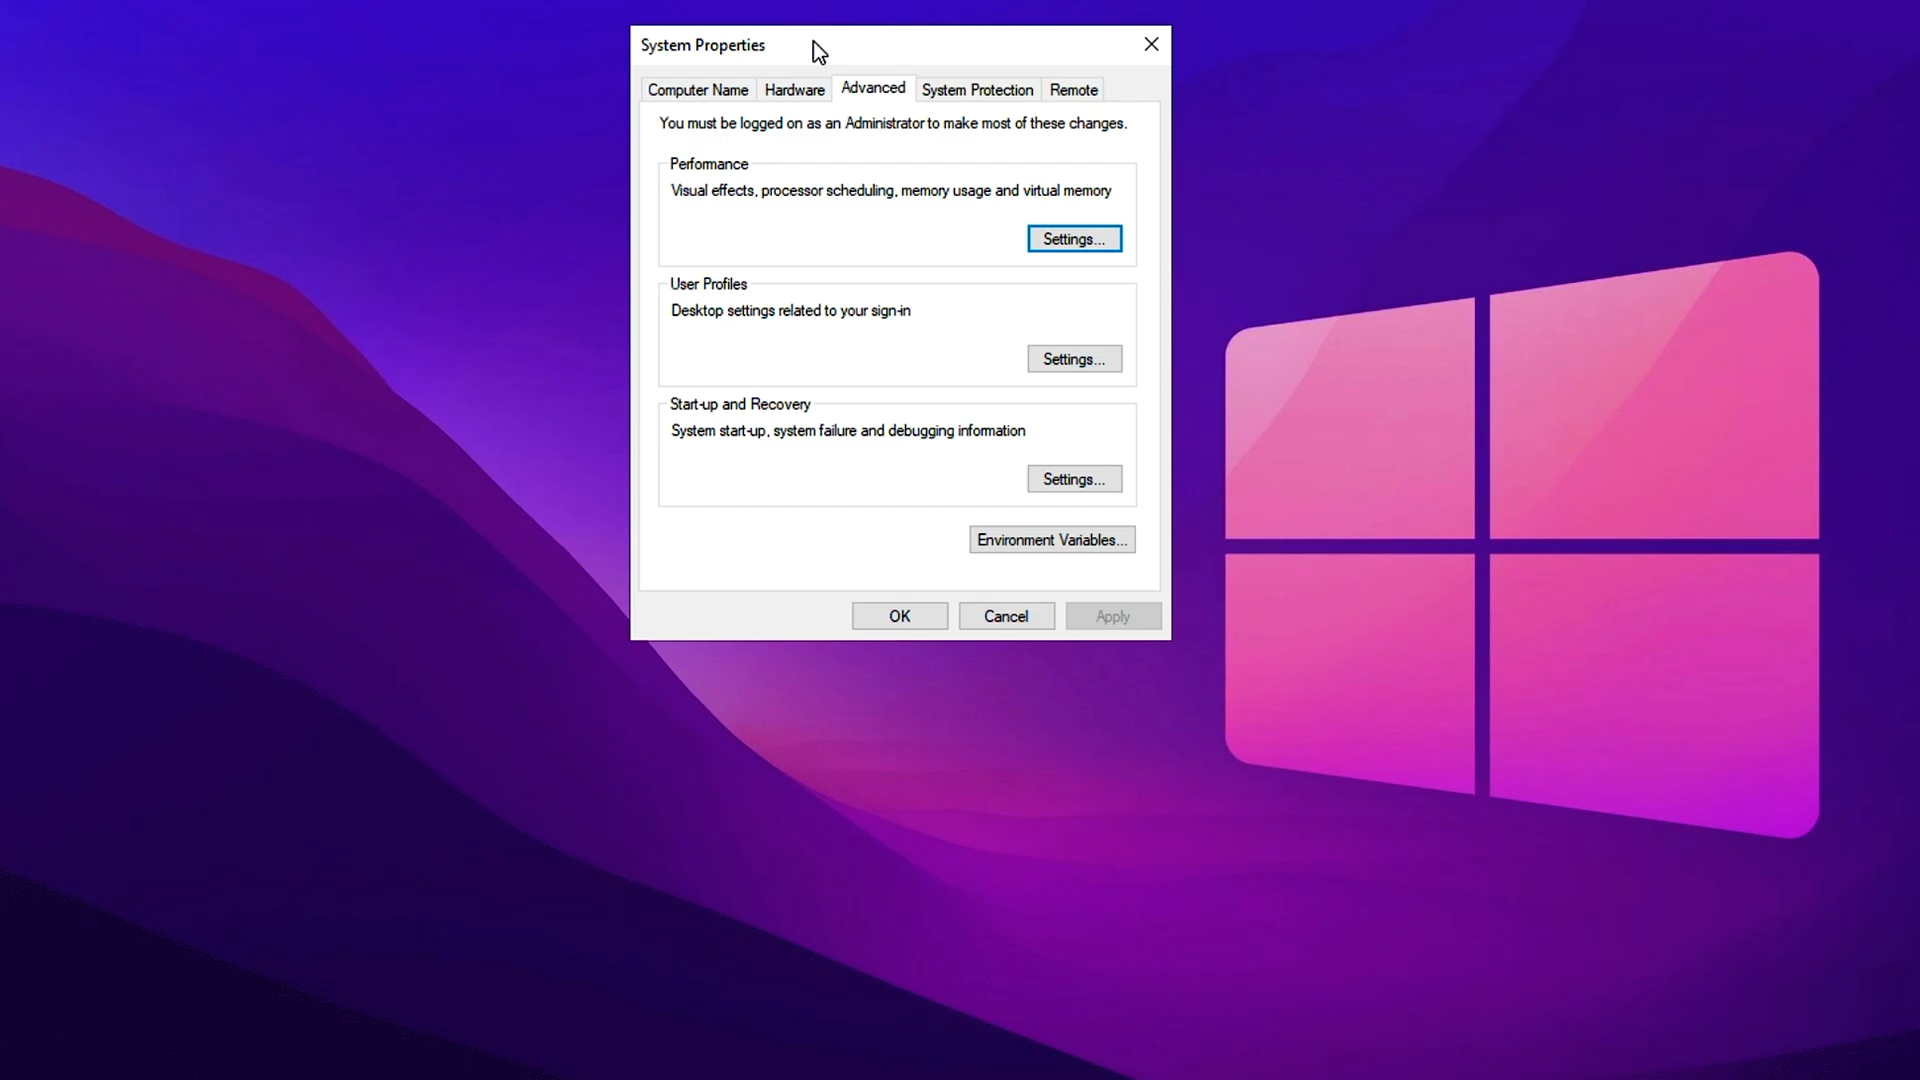 System Properties
Computer Name Hardware Advanced System Protection Remote
You must be logged on as an Administrator to make most of these changes.
Performance
Visual effects, processor scheduling, memory usage and virtual memory
Settings...
User Profiles
Desktop settings related to your sign-in
Settings...
Start-up and Recovery
System start-up, system failure and debugging information
Settings...
Environment Variables...
OK Cancel Apply